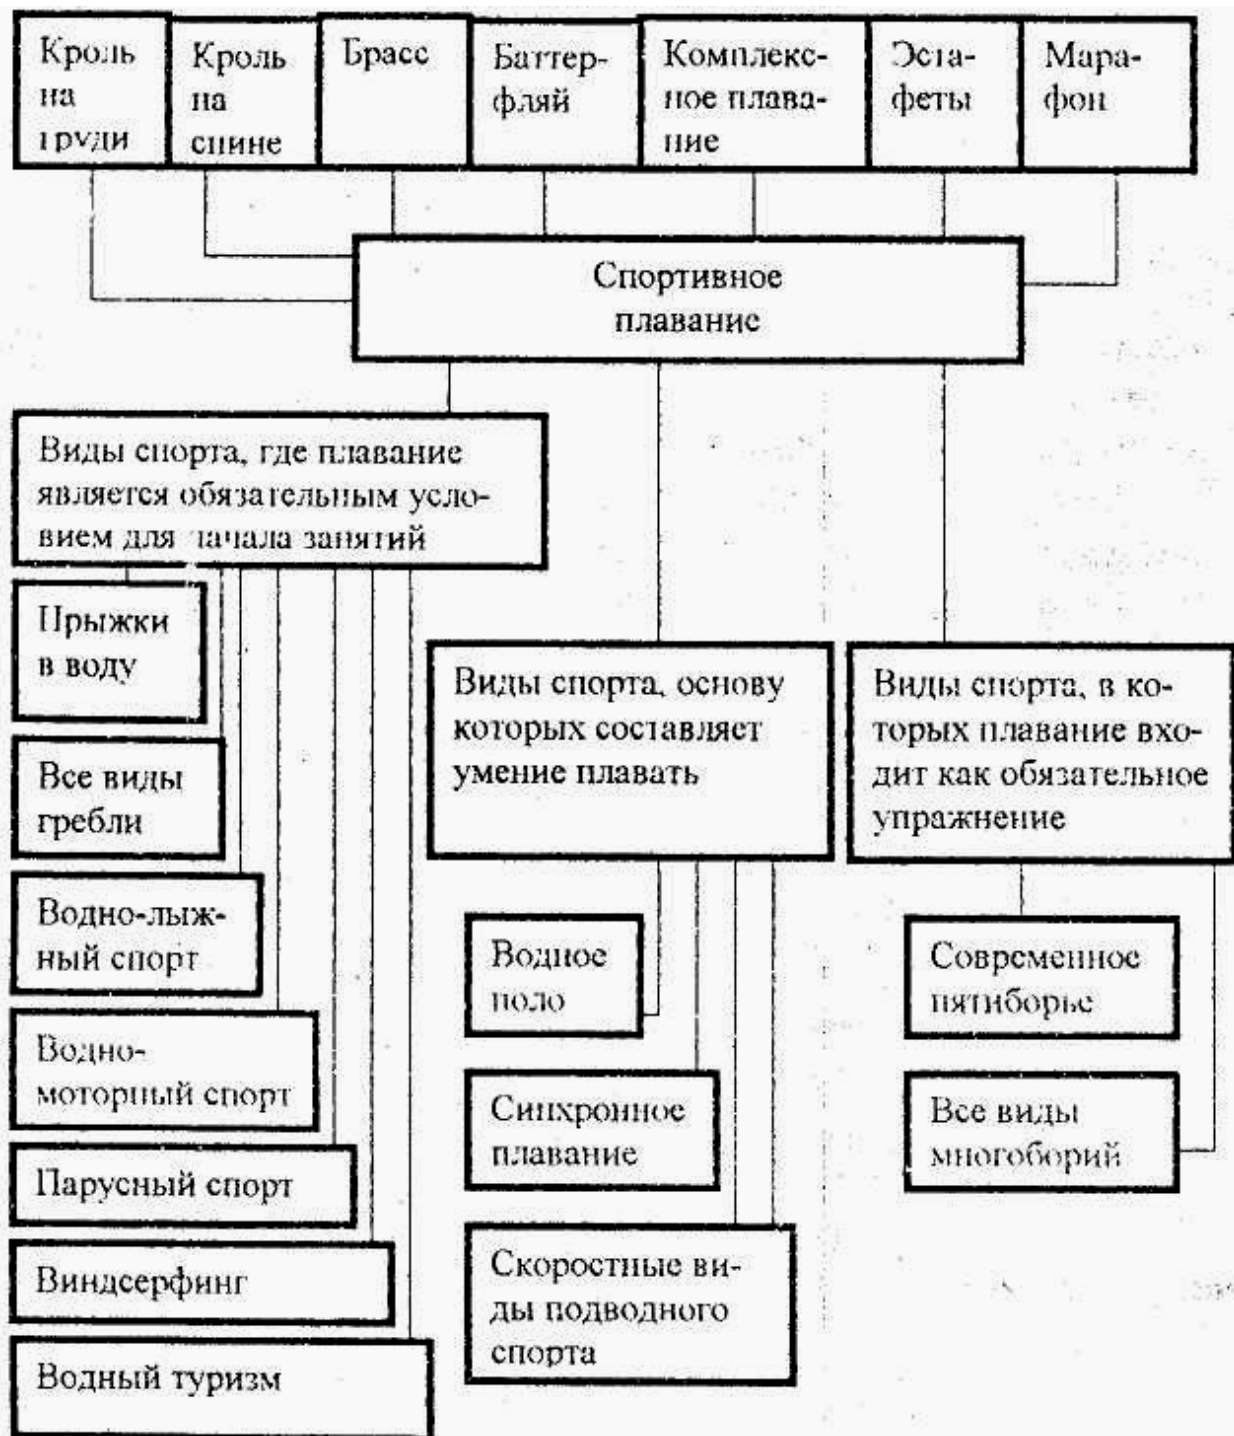 Кроль
на
груди
Кроль
на
спине
Брасс
Баттер-
фляй
Комплекс-
ное плава-
ние
Эста-
феты
Мара-
фон
Спортивное
плавание
Виды спорта, где плавание
является обязательным усло-
вием для начала занятий
Прыжки
в воду
Все виды
гребли
Водно-лыж-
ный спорт
Водно-
моторный спорт
Парусный спорт
Виндсерфинг
Водный туризм
Виды спорта, основу
которых составляет
умение плавать
Водное
поло
Синхронное
плавание
Скоростные ви-
ды подводного
спорта
Виды спорта, в ко-
торых плавание вхо-
дит как обязательное
упражнение
Современное
пятиборье
Все виды
многоборий